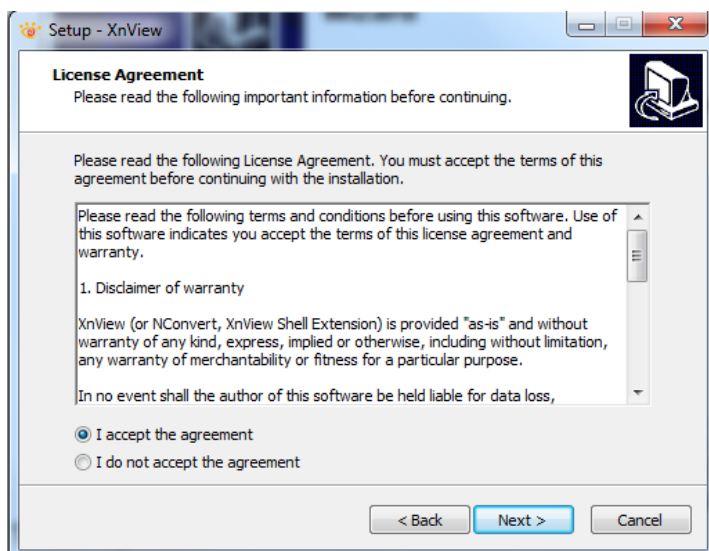 Setup - XnView
License Agreement
Please read the following important information before continuing.
Please read the following License Agreement. You must accept the terms of this
agreement before continuing with the installation.
Please read the following terms and conditions before using this software. Use of
this software indicates you accept the terms of this license agreement and
warranty.
1. Disclaimer of warranty
XnView (or NConvert, XnView Shell Extension) is provided "as-is" and without
warranty of any kind, express, implied or otherwise, including without limitation,
any warranty of merchantability or fitness for a particular purpose.
In no event shall the author of this software be held liable for data loss,
I accept the agreement
I do not accept the agreement
< Back
Next >
Cancel